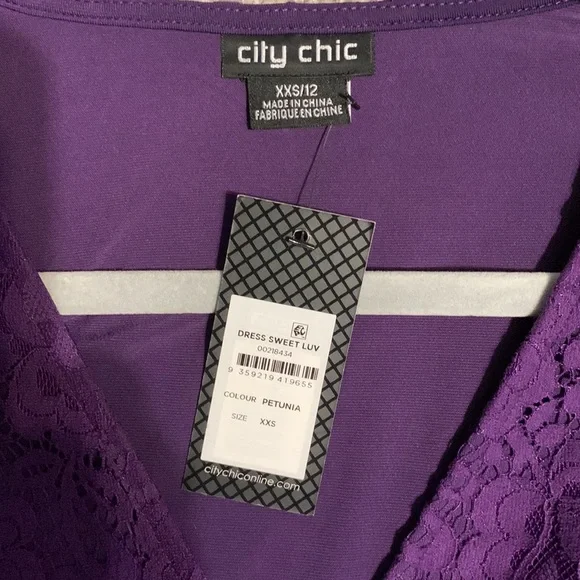 city chic
XXS/12
MADE IN CHINA
FABRIQUE EN CHINE
DRESS SWEET LUV
00218434
9 359219 419655
COLOUR PETUNIA
SIZE XXS
citychiconline.com